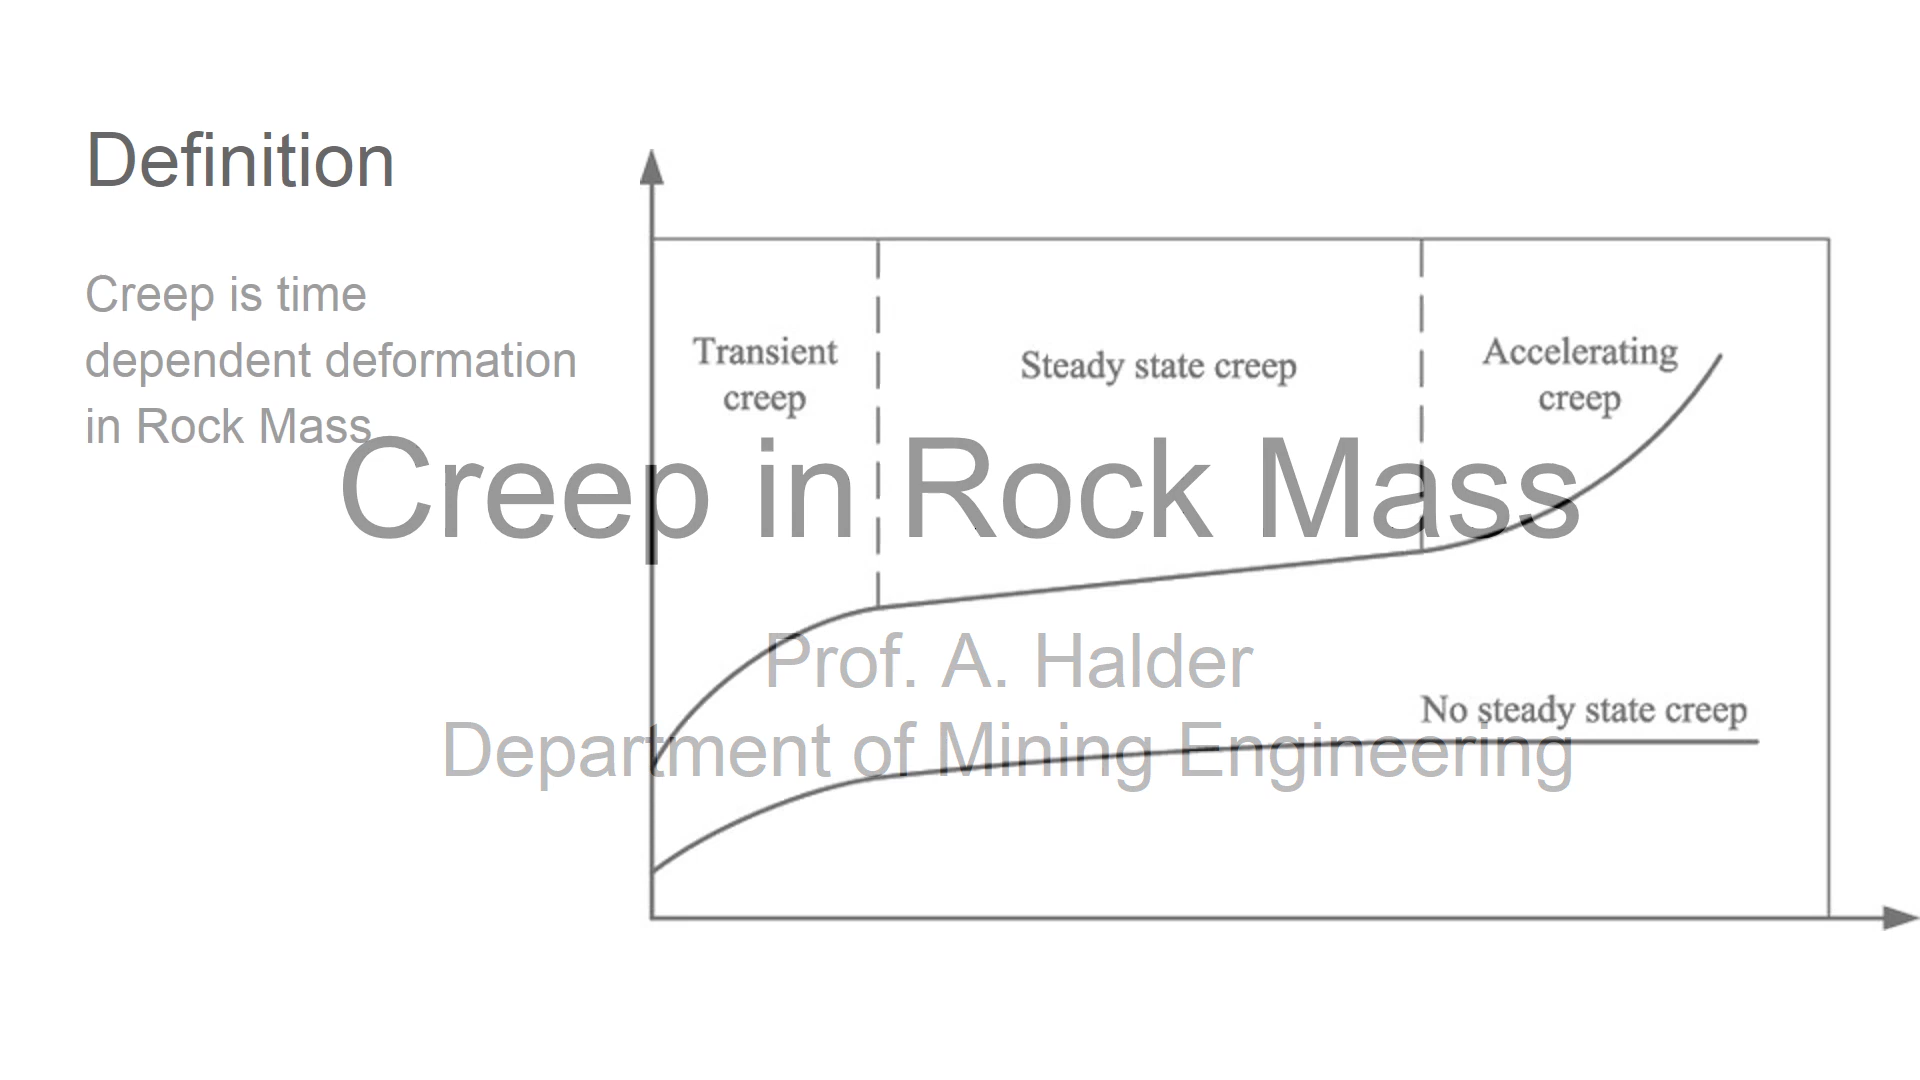 Definition
Creep is time
dependent deformation
in Rock Mass
Transient
creep
Steady state creep
Accelerating
creep
Creep in Rock Mass
Prof. A. Halder
Department of Mining Engineering
No steady state creep